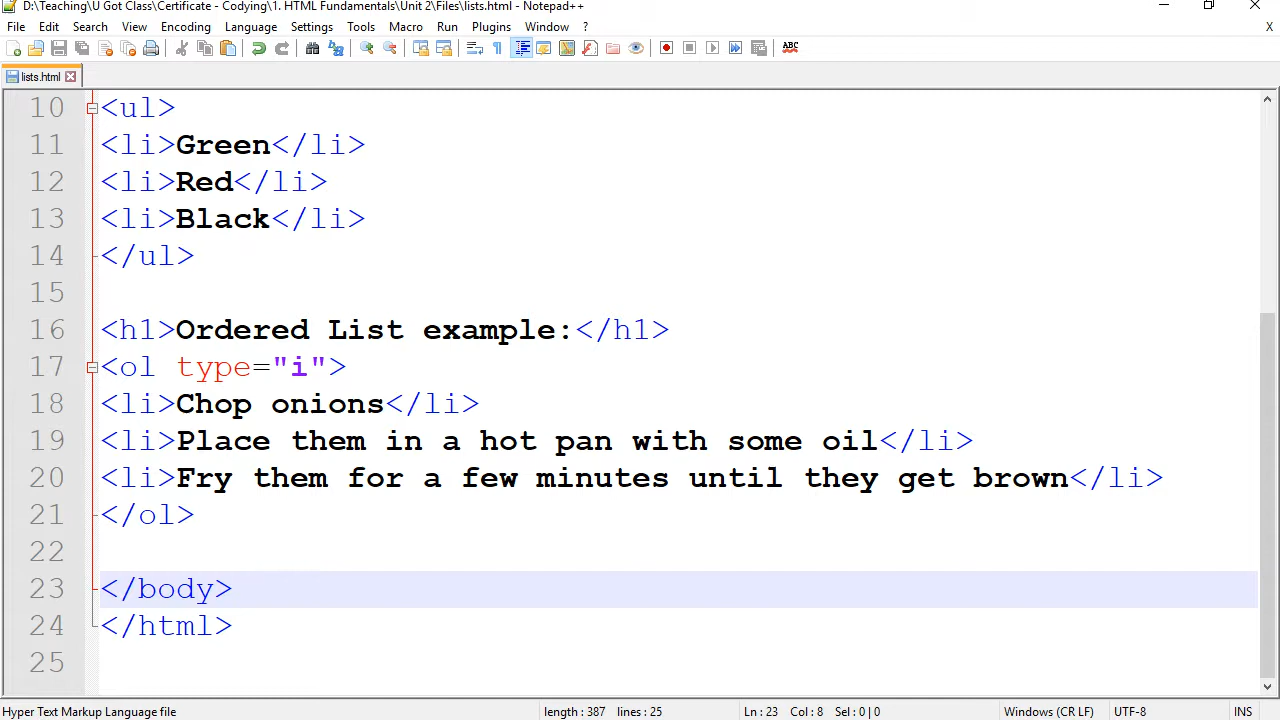 D:\Teaching\U Got Class\Certificate - Codying\1. HTML Fundamentals\Unit 2\Files\lists.html - Notepad++
File Edit Search View Encoding Language Settings Tools Macro Run Plugins Window ? X
ABC
lists.html
10 <ul>
11 <li>Green</li>
12 <li>Red</li>
13 <li>Black</li>
14 </ul>
15
16 <h1>Ordered List example:</h1>
17 <ol type="i">
18 <li>Chop onions</li>
19 <li>Place them in a hot pan with some oil</li>
20 <li>Fry them for a few minutes until they get brown</li>
21 </ol>
22
23 </body>
24 </html>
25
Hyper Text Markup Language file length : 387 lines : 25 Ln : 23 Col : 8 Sel : 0 | 0 Windows (CR LF) UTF-8 INS